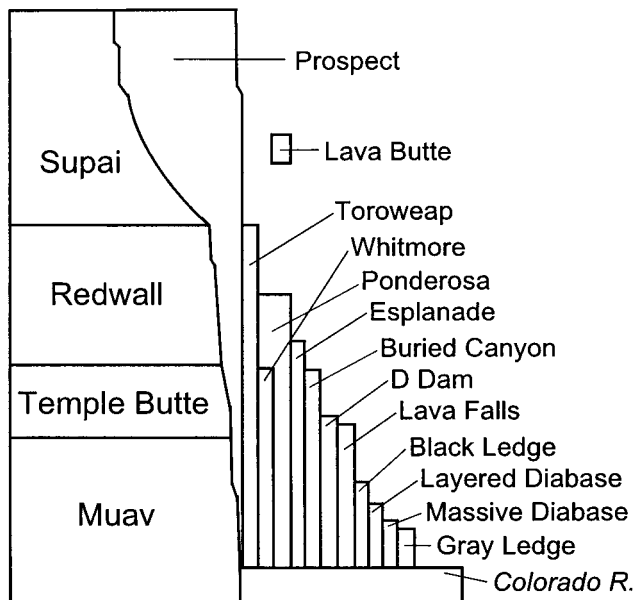 Prospect
Lava Butte
Supai
Toroweap
Whitmore
Ponderosa
Redwall
Esplanade
Buried Canyon
D Dam
Temple Butte
Lava Falls
Black Ledge
Layered Diabase
Muav
Massive Diabase
Gray Ledge
Colorado R.